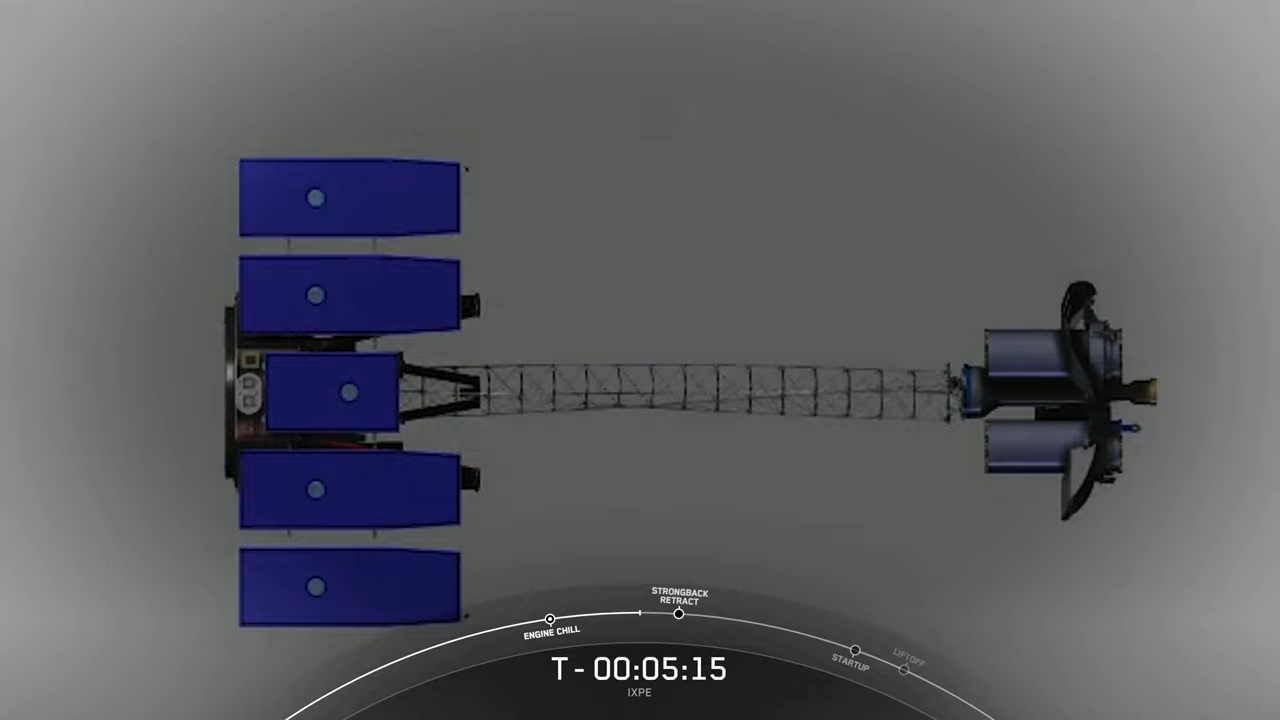 STRONGBACK
RETRACT
ENGINE CHILL
STARTUP
LIFTOFF
T- 00:05:15
IXPE